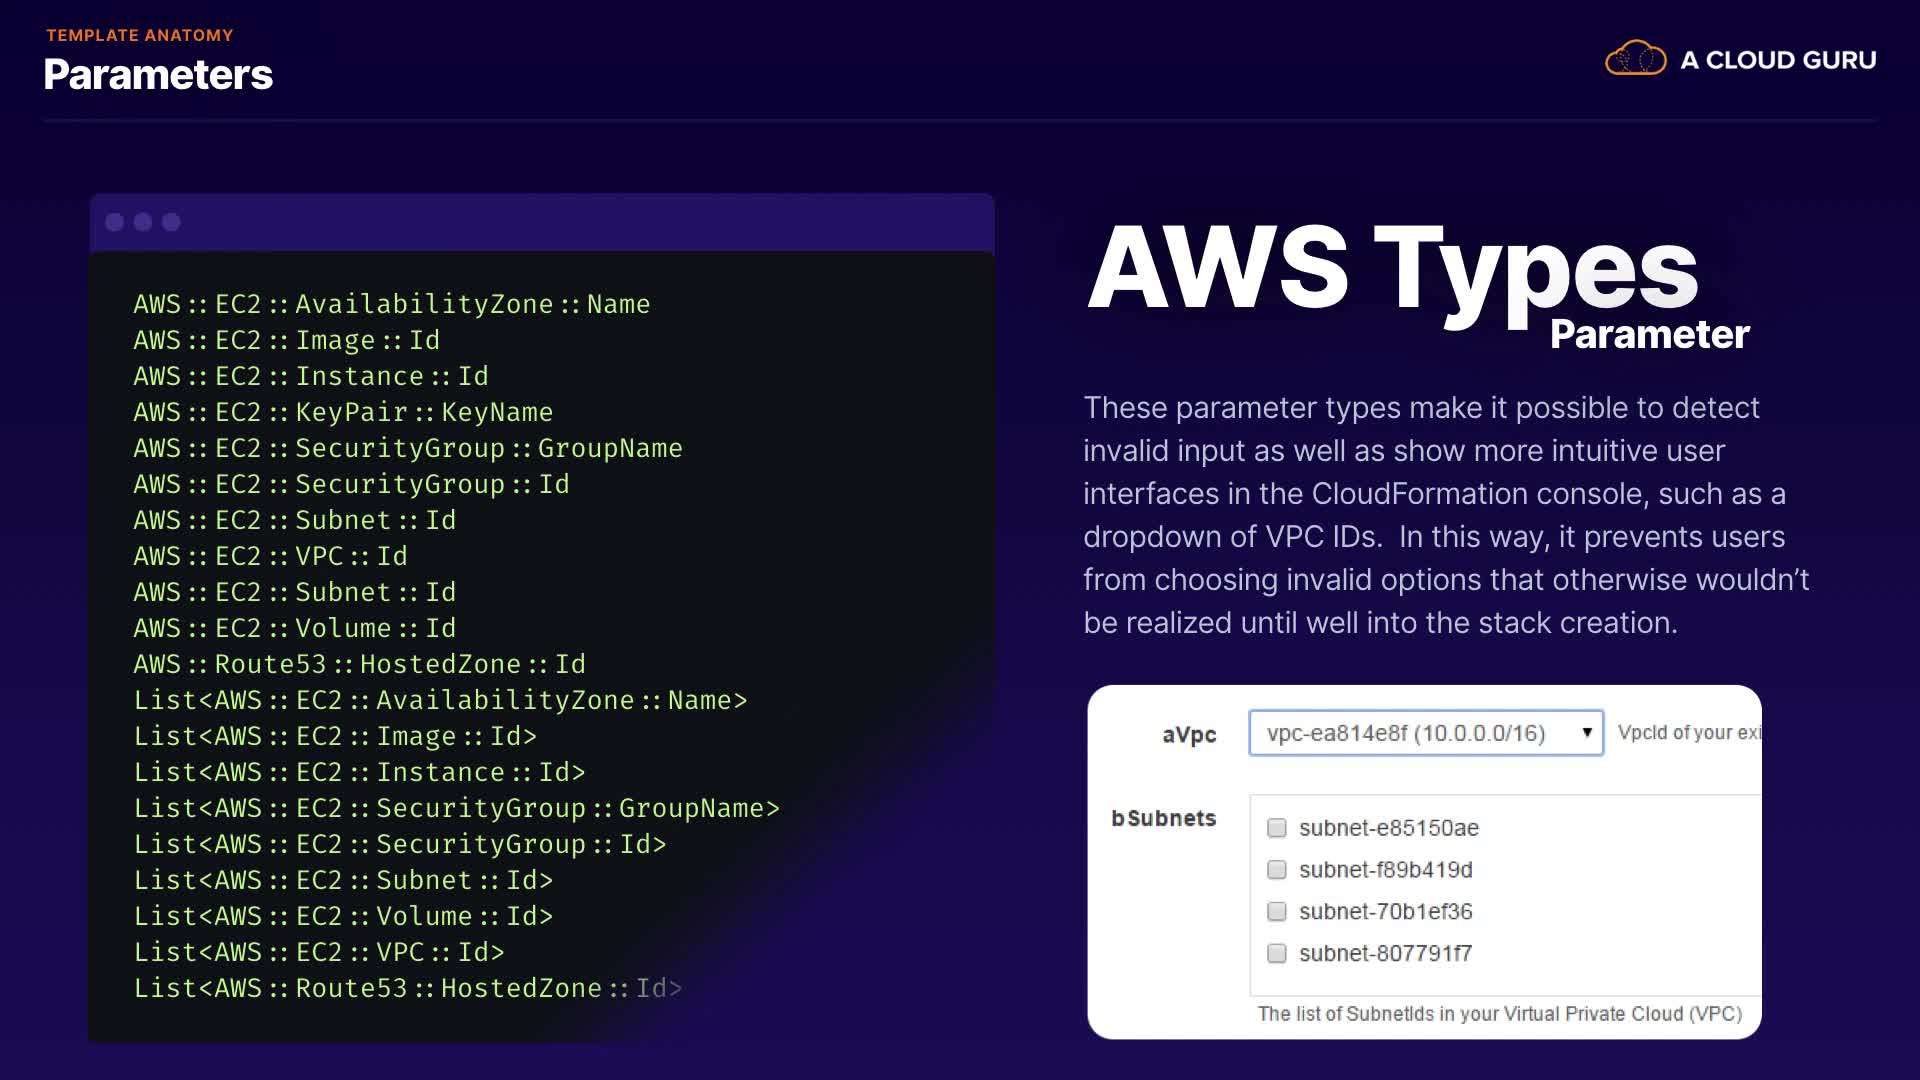 TEMPLATE ANATOMY
Parameters
A CLOUD GURU
AWS::EC2::AvailabilityZone::Name
AWS::EC2::Image::Id
AWS::EC2::Instance::Id
AWS::EC2::KeyPair::KeyName
AWS::EC2::SecurityGroup::GroupName
AWS::EC2::SecurityGroup::Id
AWS::EC2::Subnet::Id
AWS::EC2::VPC::Id
AWS::EC2::Subnet::Id
AWS::EC2::Volume::Id
AWS::Route53::HostedZone::Id
List<AWS::EC2::AvailabilityZone::Name>
List<AWS::EC2::Image::Id>
List<AWS::EC2::Instance::Id>
List<AWS::EC2::SecurityGroup::GroupName>
List<AWS::EC2::SecurityGroup::Id>
List<AWS::EC2::Subnet::Id>
List<AWS::EC2::Volume::Id>
List<AWS::EC2::VPC::Id>
List<AWS::Route53::HostedZone::Id>
AWS Types
Parameter
These parameter types make it possible to detect
invalid input as well as show more intuitive user
interfaces in the CloudFormation console, such as a
dropdown of VPC IDs.  In this way, it prevents users
from choosing invalid options that otherwise wouldn’t
be realized until well into the stack creation.
aVpc vpc-ea814e8f (10.0.0.0/16) VpcId of your exi
bSubnets
subnet-e85150ae
subnet-f89b419d
subnet-70b1ef36
subnet-807791f7
The list of SubnetIds in your Virtual Private Cloud (VPC)